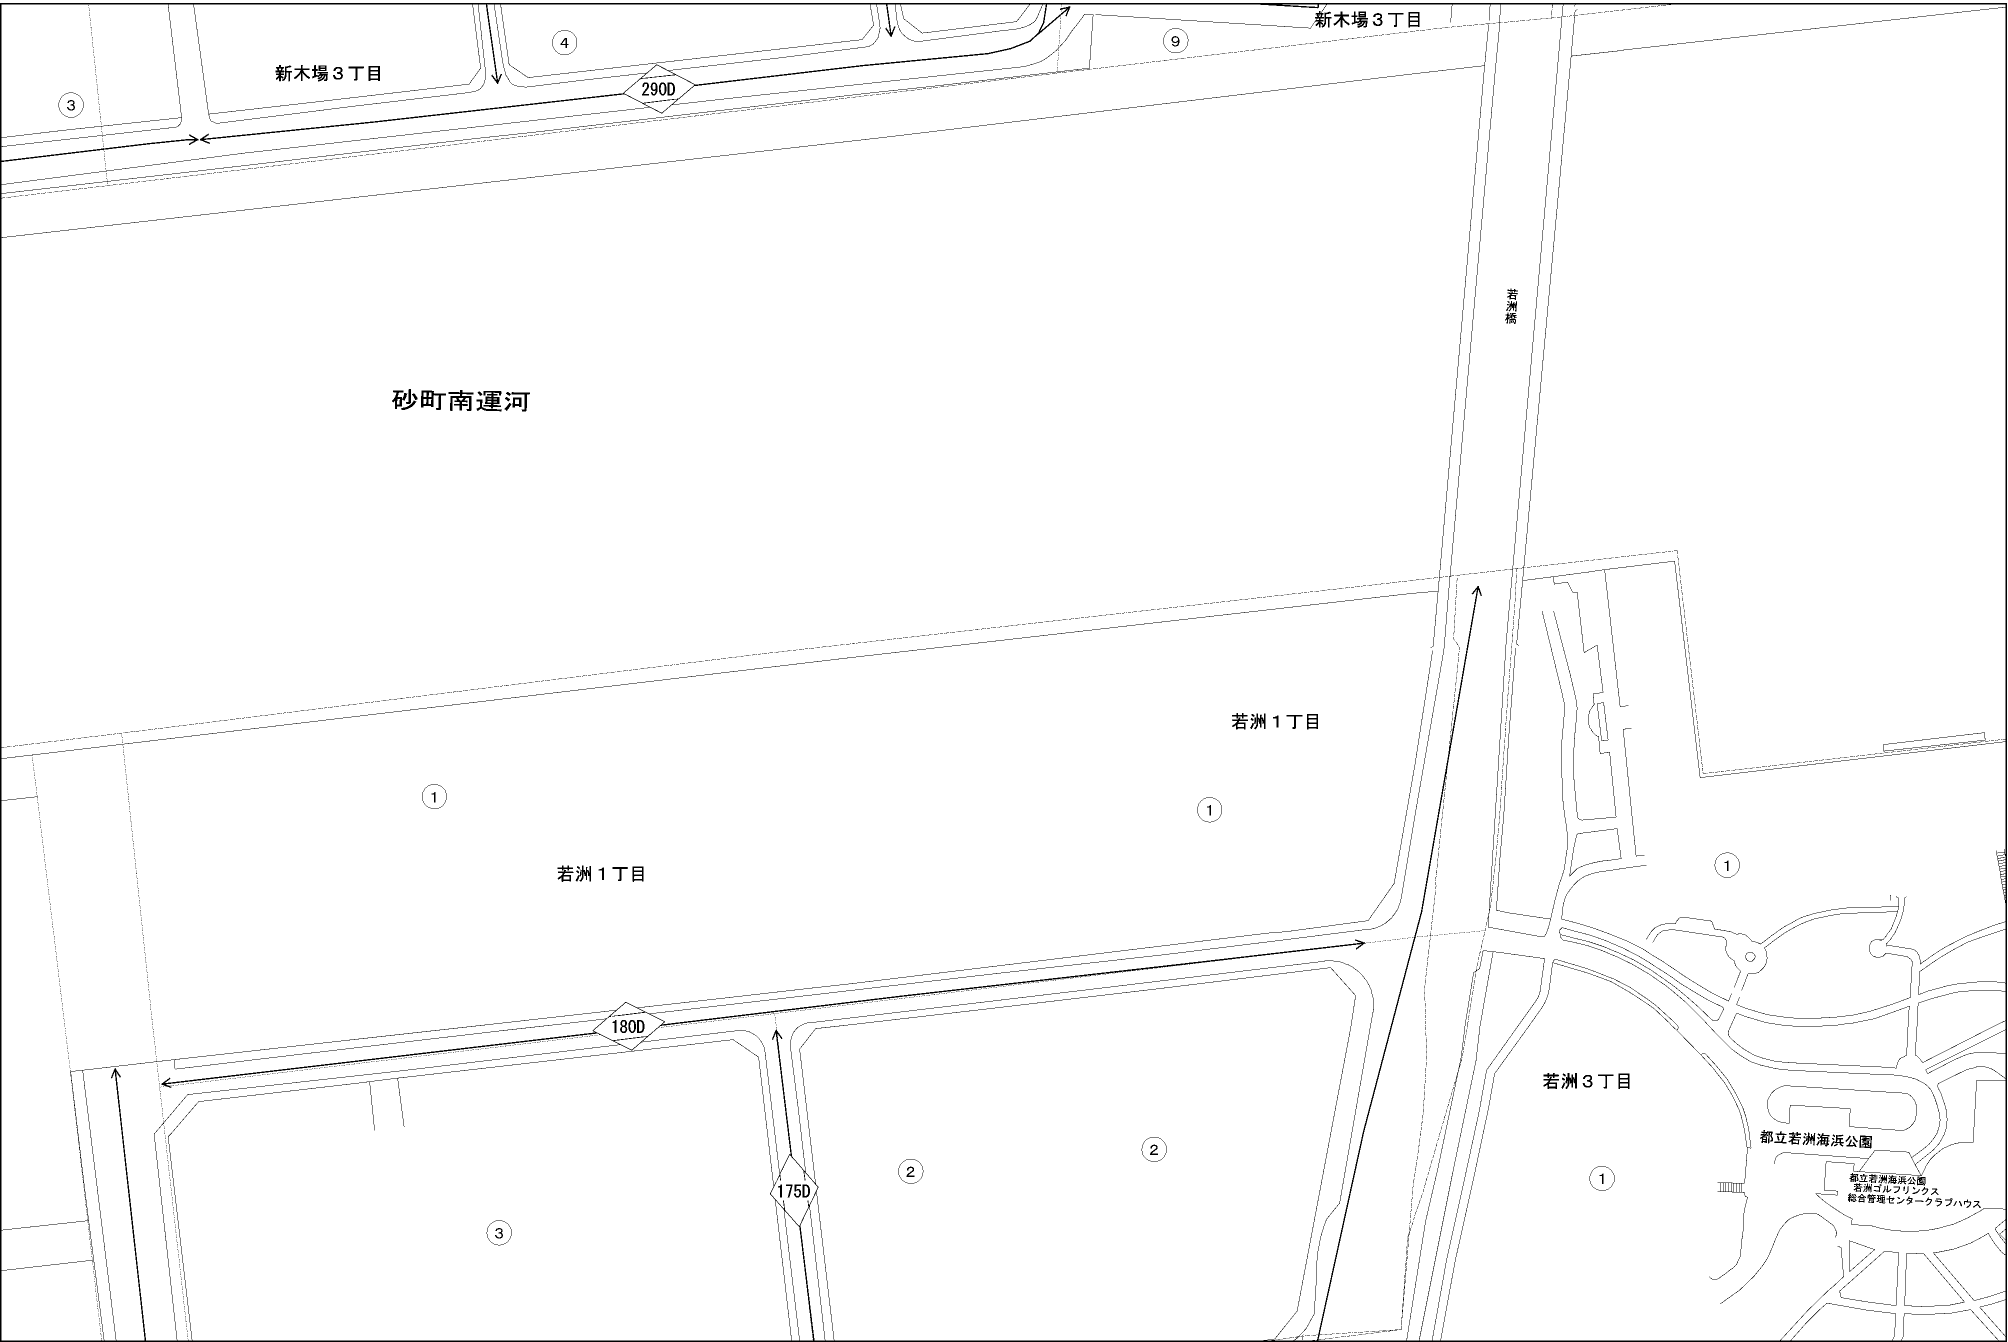 新木場３丁目
④
⑨
新木場３丁目
③
290D
若洲橋
砂町南運河
若洲１丁目
①
①
若洲１丁目
①
180D
若洲３丁目
都立若洲海浜公園
②
②
①
都立若洲海浜公園
若洲ゴルフリンクス
総合管理センタークラブハウス
175D
③